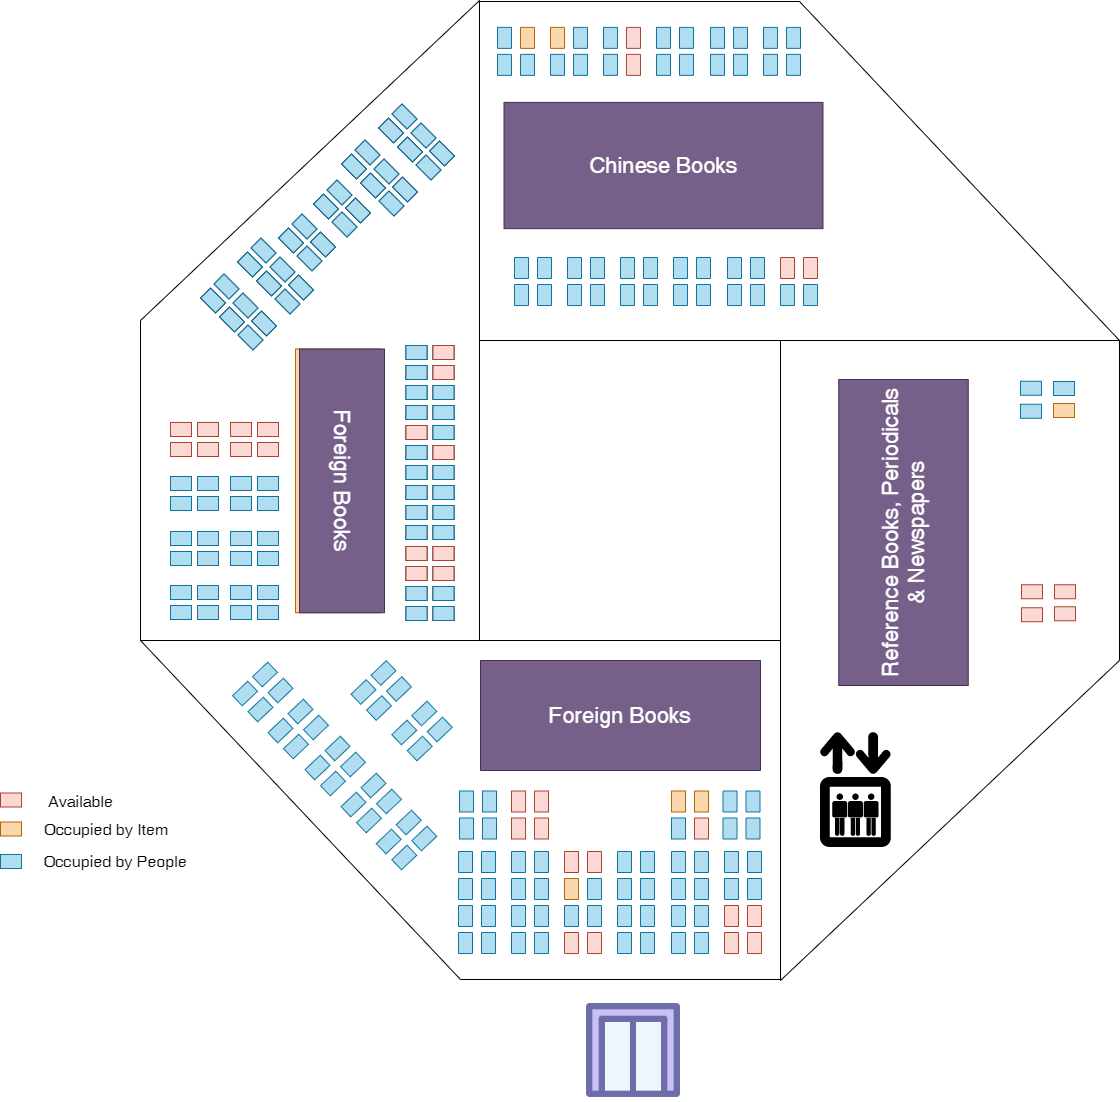 Chinese Books
Foreign Books
Reference Books, Periodicals
& Newspapers
Foreign Books
Available
Occupied by Item
Occupied by People